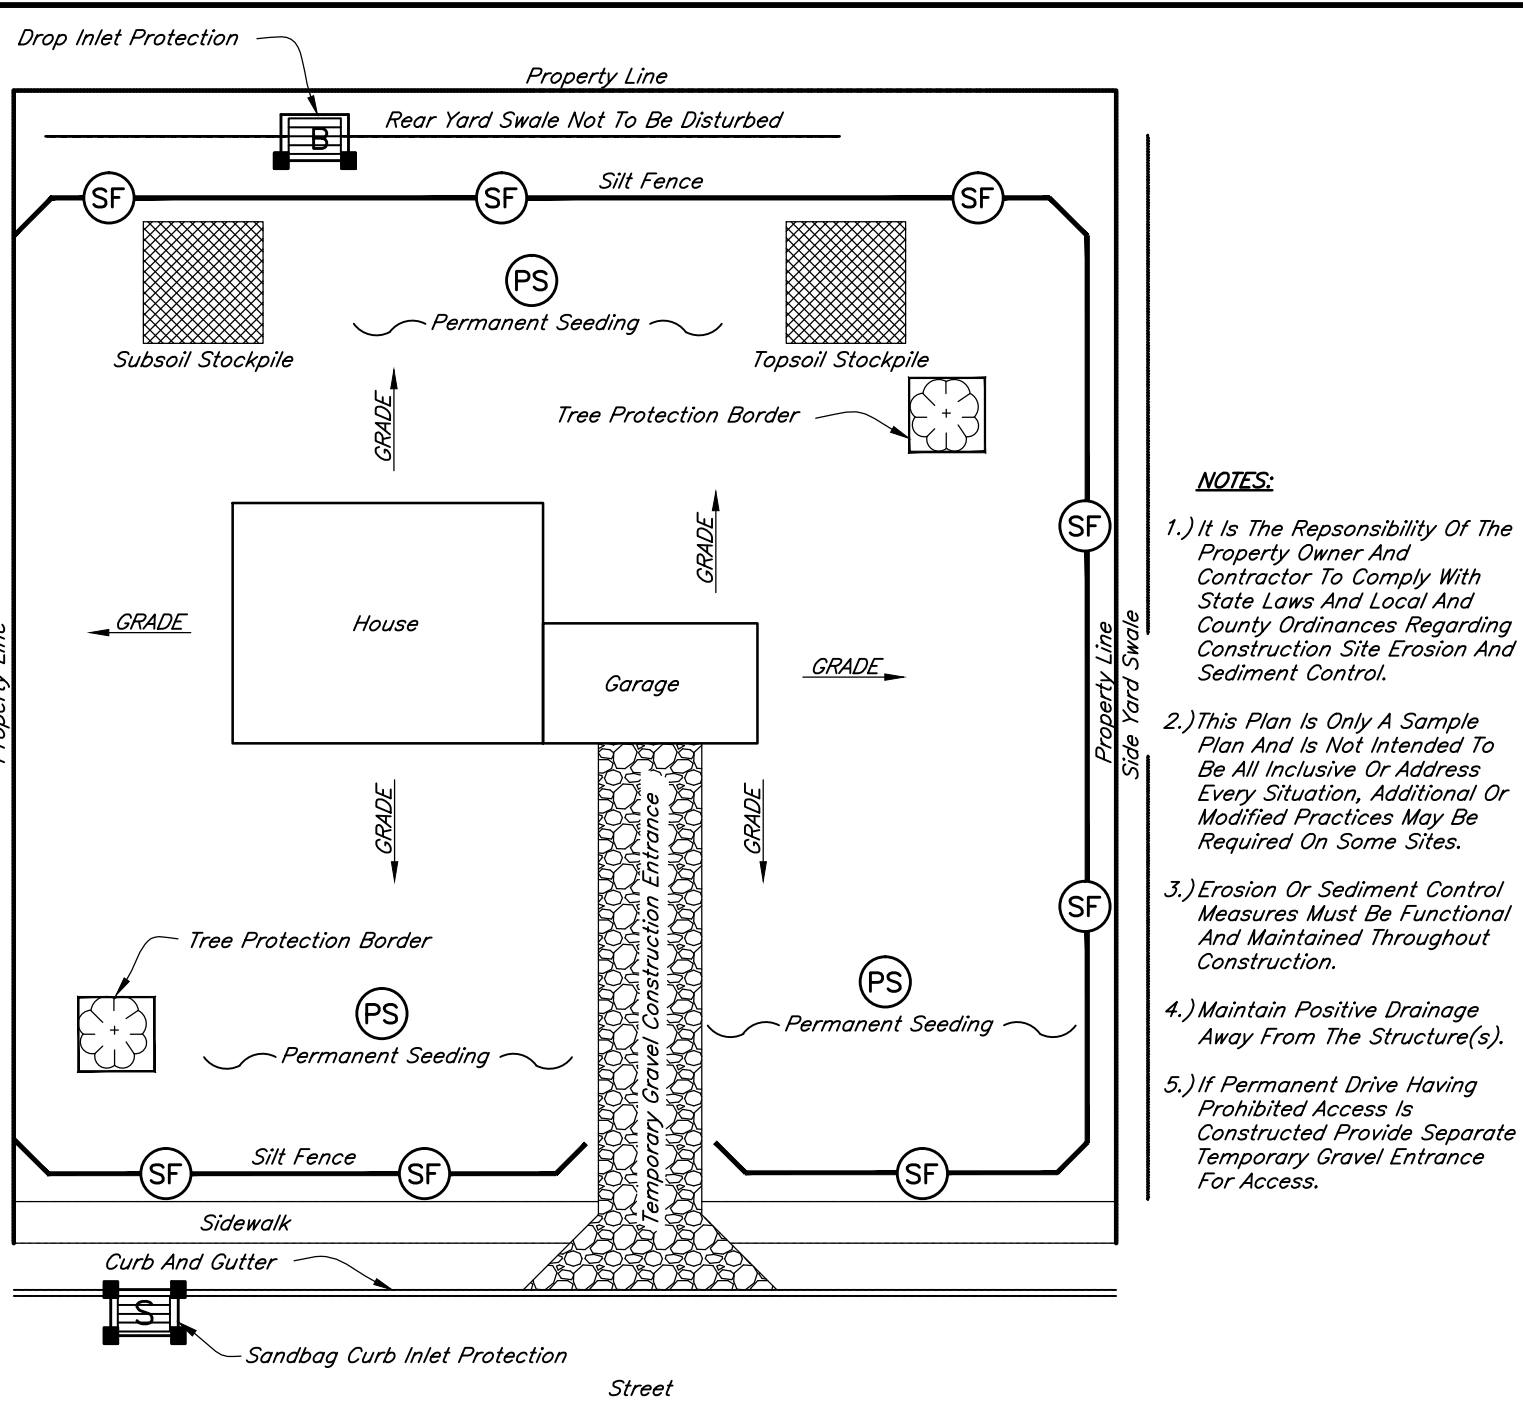 Drop Inlet Protection
Property Line
Rear Yard Swale Not To Be Disturbed
B
Silt Fence
SF
SF
SF
PS
Permanent Seeding
Subsoil Stockpile
Topsoil Stockpile
GRADE
Tree Protection Border
GRADE
SF
GRADE
House
Garage
GRADE
Property Line
Property Line
Side Yard Swale
GRADE
GRADE
Temporary Gravel Construction Entrance
SF
Tree Protection Border
PS
Permanent Seeding
PS
Permanent Seeding
Silt Fence
SF
SF
SF
Sidewalk
Curb And Gutter
S
Sandbag Curb Inlet Protection
Street
NOTES:
1.) It Is The Repsonsibility Of The
Property Owner And
Contractor To Comply With
State Laws And Local And
County Ordinances Regarding
Construction Site Erosion And
Sediment Control.
2.) This Plan Is Only A Sample
Plan And Is Not Intended To
Be All Inclusive Or Address
Every Situation, Additional Or
Modified Practices May Be
Required On Some Sites.
3.) Erosion Or Sediment Control
Measures Must Be Functional
And Maintained Throughout
Construction.
4.) Maintain Positive Drainage
Away From The Structure(s).
5.) If Permanent Drive Having
Prohibited Access Is
Constructed Provide Separate
Temporary Gravel Entrance
For Access.